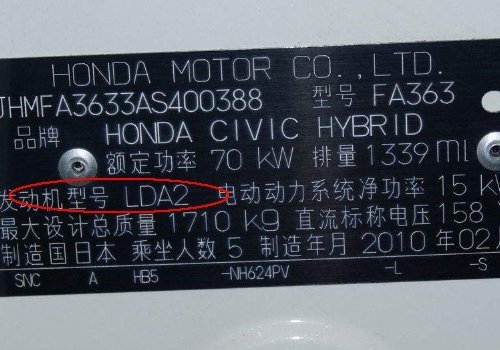 HONDA MOTOR CO.,LTD.
JHMFA3633AS400388 型号 FA363
品牌 HONDA CIVIC HYBRID
额定功率 70 kW 排量 1339 ml
发动机型号 LDA2 电动动力系统净功率 15 kW
最大设计总质量 1710 kg 直流标称电压 158
制造国日本 乘坐人数 5 制造年月 2010 年 02
SNC A HB5 -NH624PV -L -S